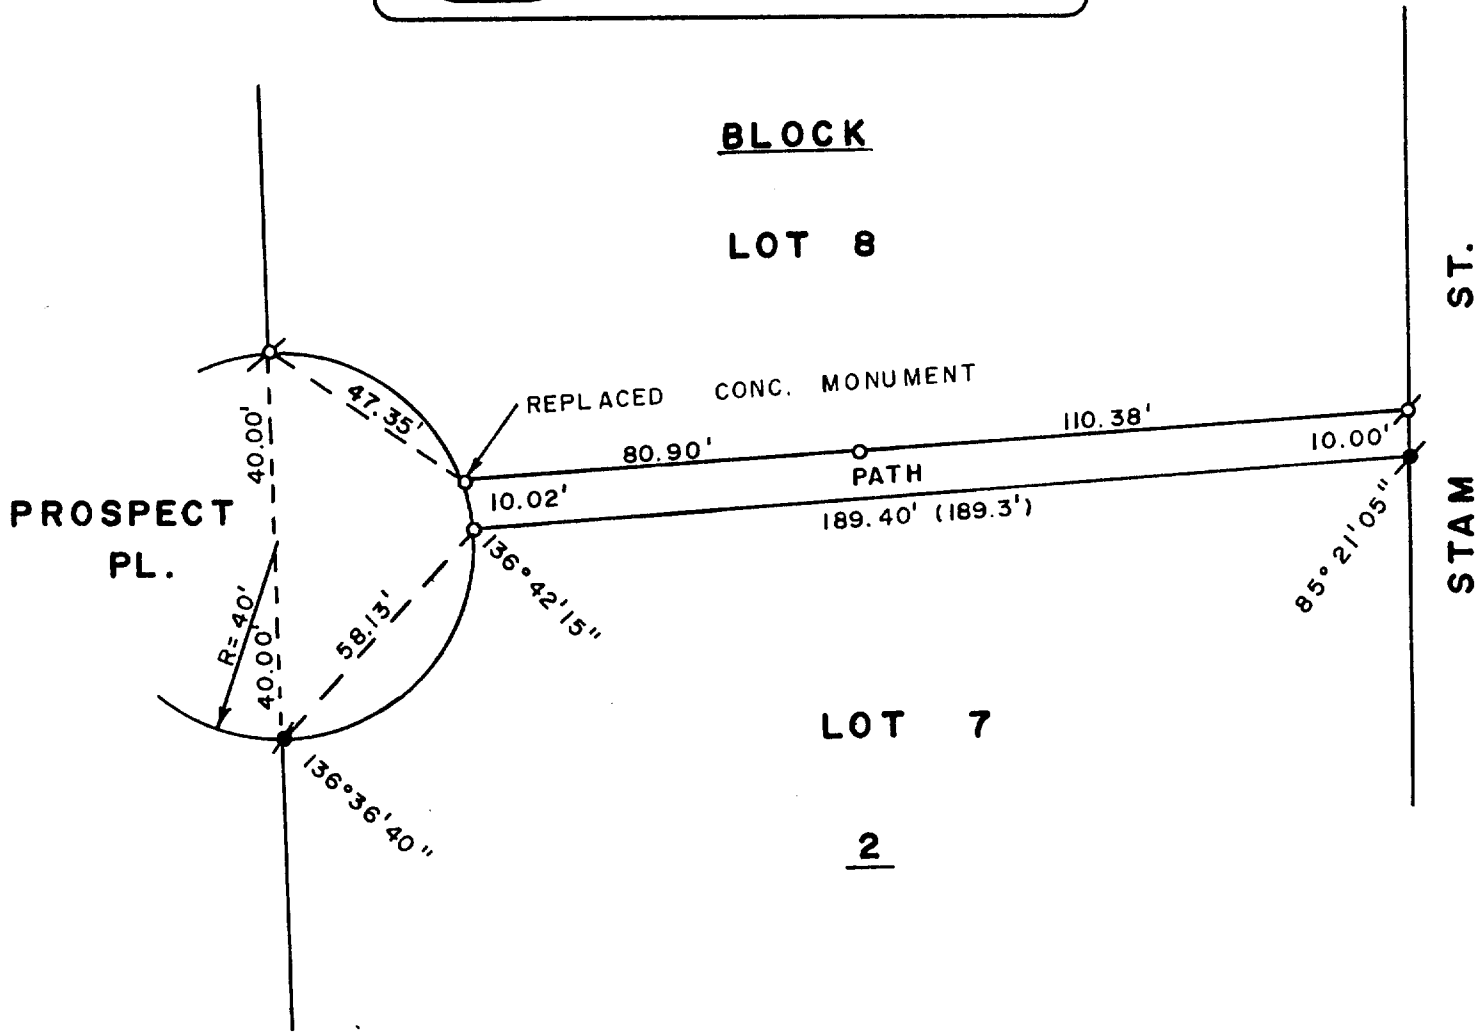 BLOCK
LOT 8
ST.
REPLACED CONC. MONUMENT
47.35'
40.00'
80.90'
110.38'
10.00'
PATH
10.02'
189.40' (189.3')
PROSPECT
PL.
STAM
85°21'05"
136°42'15"
R=40'
40.00'
58.13'
LOT 7
136°36'40"
2